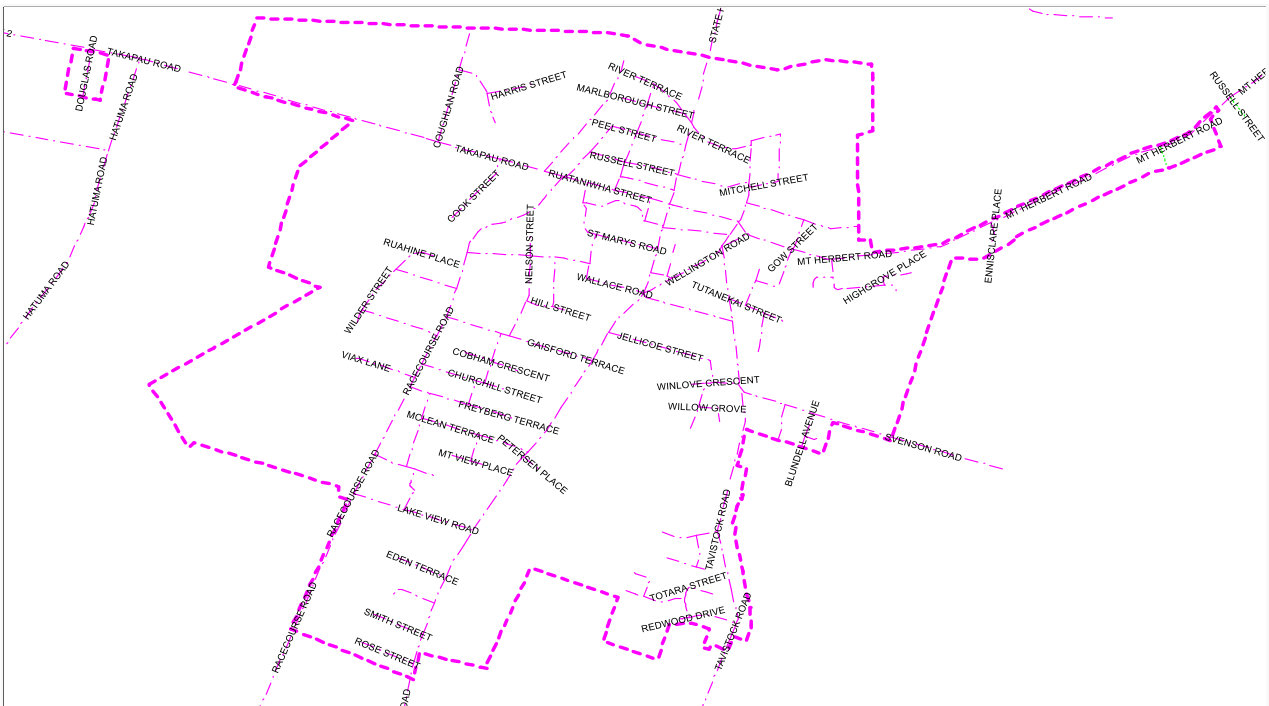 2
TAKAPAU ROAD
DOUGLAS ROAD
HATUMA ROAD
HATUMA ROAD
HATUMA ROAD
COUGHLAN ROAD
HARRIS STREET
RIVER TERRACE
MARLBOROUGH STREET
PEEL STREET
RIVER TERRACE
STATE
TAKAPAU ROAD
RUSSELL STREET
RUATANIWHA STREET
MITCHELL STREET
COOK STREET
NELSON STREET
ST MARYS ROAD
WELLINGTON ROAD
GOW STREET
MT HERBERT ROAD
HIGHGROVE PLACE
ENNISCLARE PLACE
MT HERBERT ROAD
MT HERBERT ROAD
RUSSELL STREET
MT HER
RUAHINE PLACE
WILDER STREET
WALLACE ROAD
TUTANEKAI STREET
HILL STREET
JELLICOE STREET
GAISFORD TERRACE
RACECOURSE ROAD
VIAX LANE
COBHAM CRESCENT
CHURCHILL STREET
FREYBERG TERRACE
MCLEAN TERRACE
PETERSEN PLACE
MT VIEW PLACE
WINLOVE CRESCENT
WILLOW GROVE
BLUNDELL AVENUE
SVENSON ROAD
RACECOURSE ROAD
LAKE VIEW ROAD
EDEN TERRACE
TAVISTOCK ROAD
TOTARA STREET
REDWOOD DRIVE
TAVISTOCK ROAD
RACECOURSE ROAD
SMITH STREET
ROSE STREET
OAD